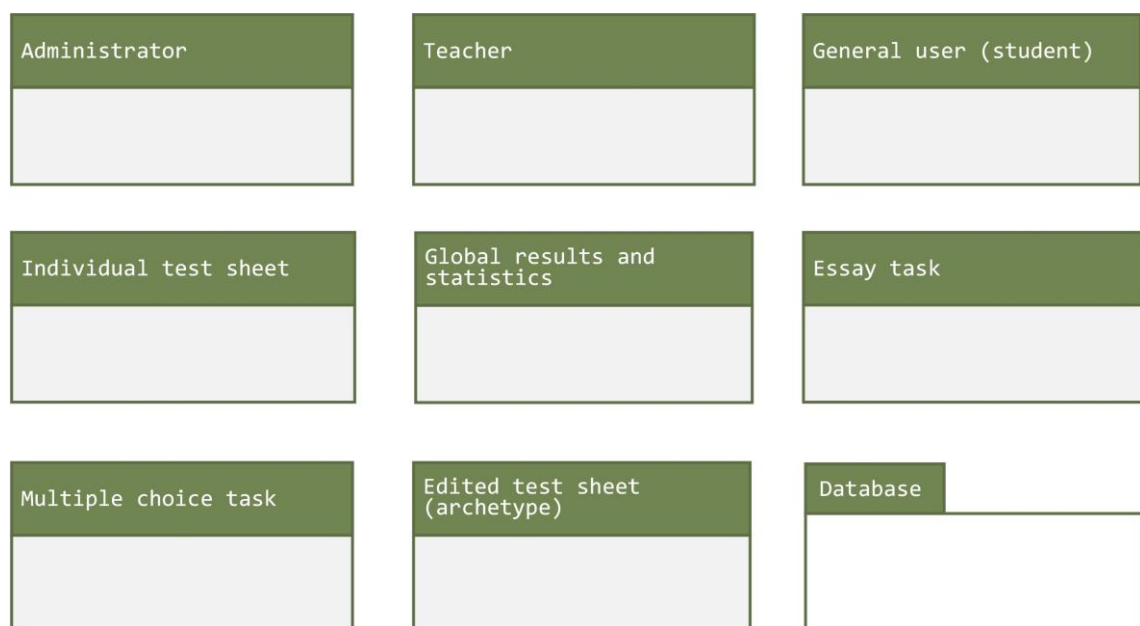 Administrator
Teacher
General user (student)
Individual test sheet
Global results and
statistics
Essay task
Multiple choice task
Edited test sheet
(archetype)
Database